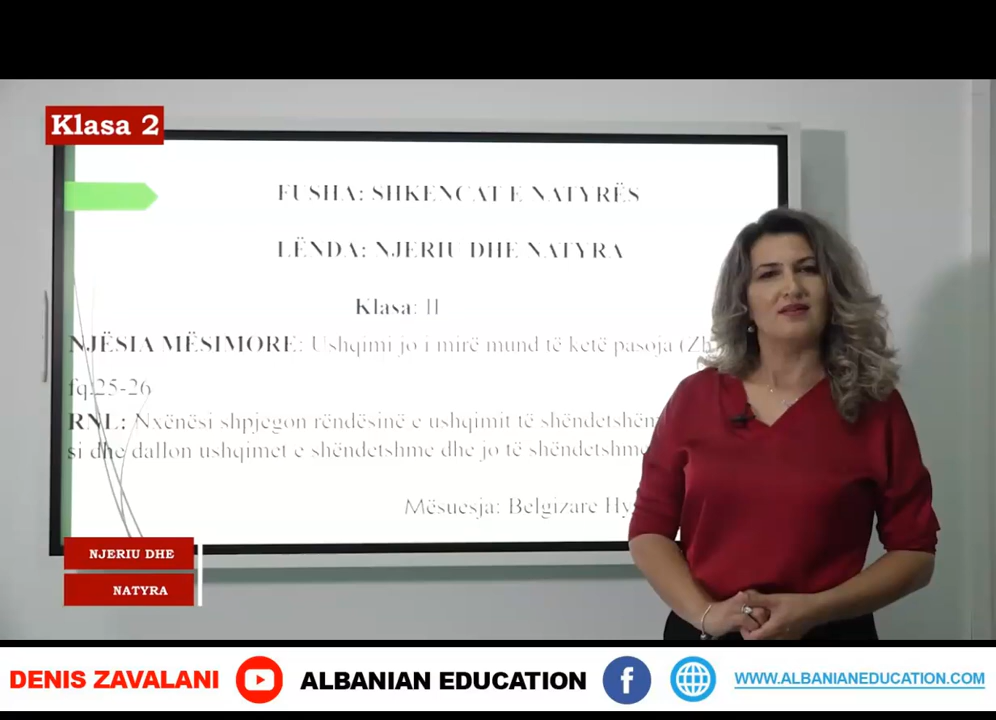 Klasa 2
FUSHA: SHKENCAT E NATYRËS
LËNDA: NJERIU DHE NATYRA
Klasa: II
NJËSIA MËSIMORE: Ushqimi jo i mirë mund të ketë pasoja
fq.25-26
RNL: Nxënësi shpjegon rëndësinë e ushqimit të
si dhe dallon ushqimet e shëndetshme dhe jo të shëndetshme
Mësuesja: Belgizare
NJERIU DHE
NATYRA
DENIS ZAVALANI ALBANIAN EDUCATION WWW.ALBANIANEDUCATION.COM